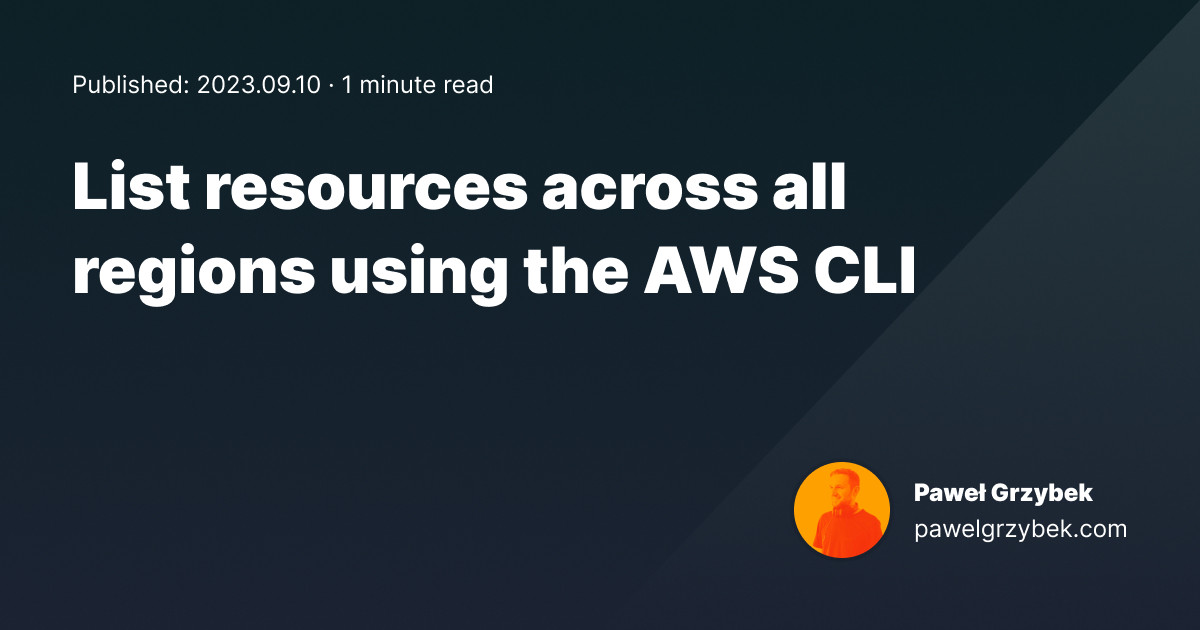 Published: 2023.09.10 · 1 minute read
List resources across all
regions using the AWS CLI
Paweł Grzybek
pawelgrzybek.com